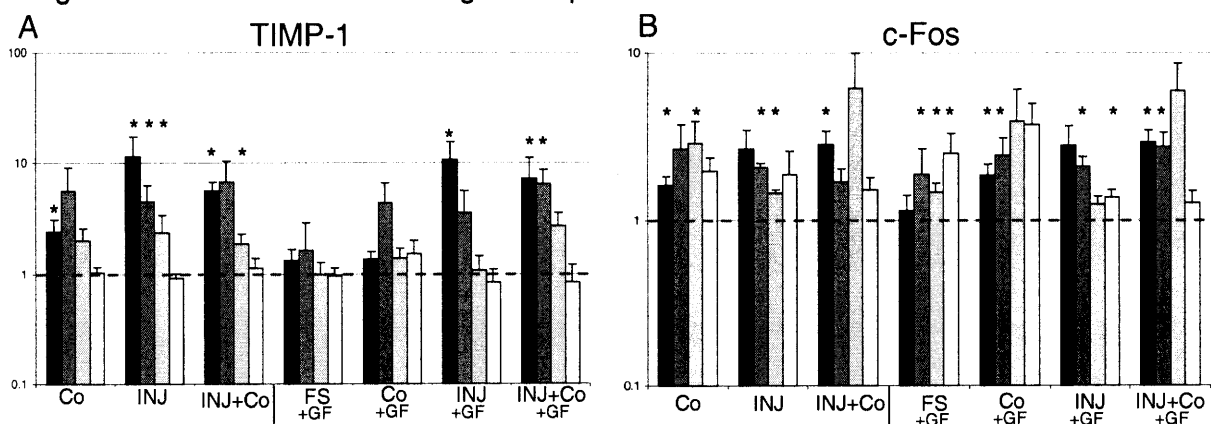 A
TIMP-1
100
10
1
0.1
* * * * * * * * * *
Co INJ INJ+Co FS +GF Co +GF INJ +GF INJ+Co +GF
B
c-Fos
10
1
0.1
* * * * * * * * * * * * * *
Co INJ INJ+Co FS +GF Co +GF INJ +GF INJ+Co +GF